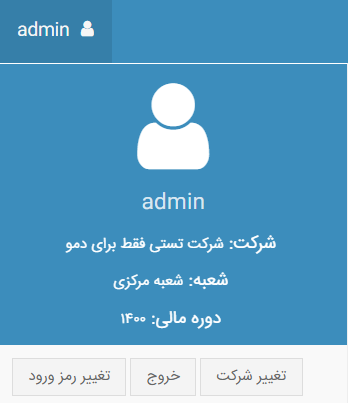 admin
admin
شرکت: شرکت تستی فقط برای دمو
شعبه: شعبه مرکزی
دوره مالی: ۱۴۰۰
تغییر شرکت خروج تغییر رمز ورود